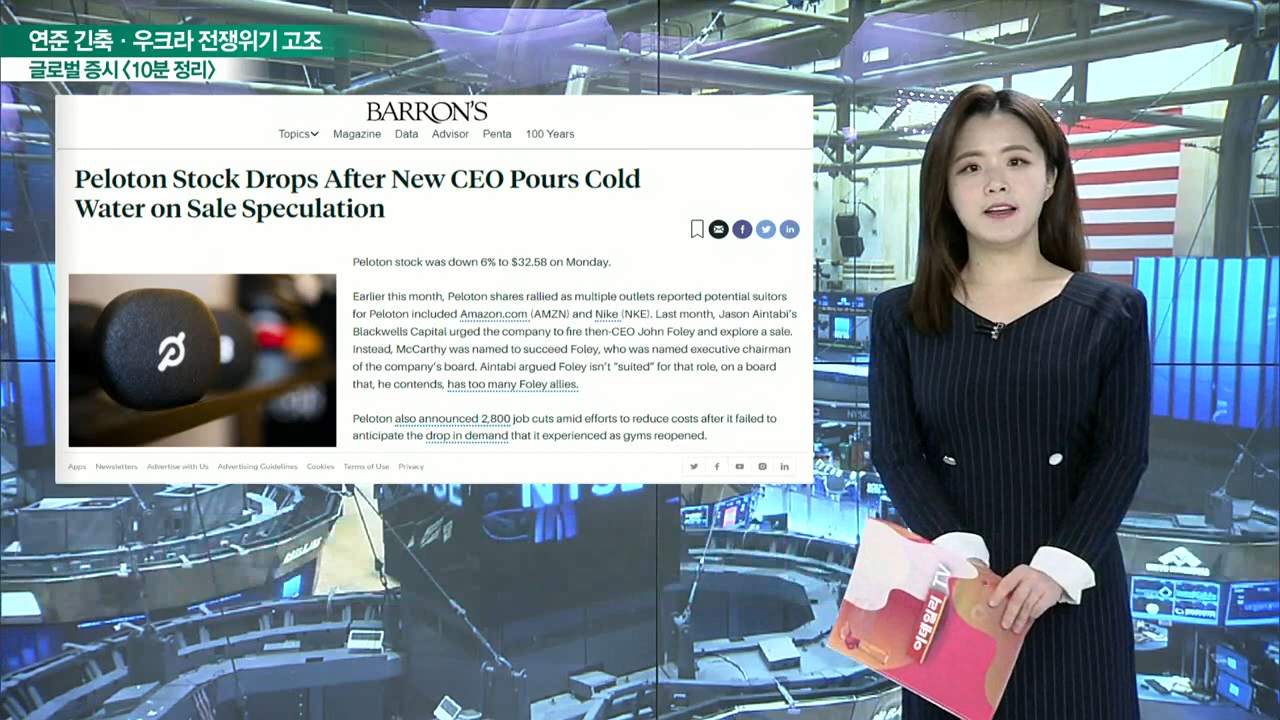 연준 긴축 · 우크라 전쟁위기 고조
글로벌 증시 <10분 정리>
BARRON'S
Topics Magazine Data Advisor Penta 100 Years
Peloton Stock Drops After New CEO Pours Cold
Water on Sale Speculation
Peloton stock was down 6% to $32.58 on Monday.
Earlier this month, Peloton shares rallied as multiple outlets reported potential suitors
for Peloton included Amazon.com (AMZN) and Nike (NKE). Last month, Jason Aintabi's
Blackwells Capital urged the company to fire then-CEO John Foley and explore a sale.
Instead, McCarthy was named to succeed Foley, who was named executive chairman
of the company's board. Aintabi argued Foley isn't "suited" for that role, on a board
that, he contends, has too many Foley allies.
Peloton also announced 2,800 job cuts amid efforts to reduce costs after it failed to
anticipate the drop in demand that it experienced as gyms reopened.
Apps Newsletters Advertise with Us Advertising Guidelines Cookies Terms of Use Privacy
NYSE
이데일리 TV